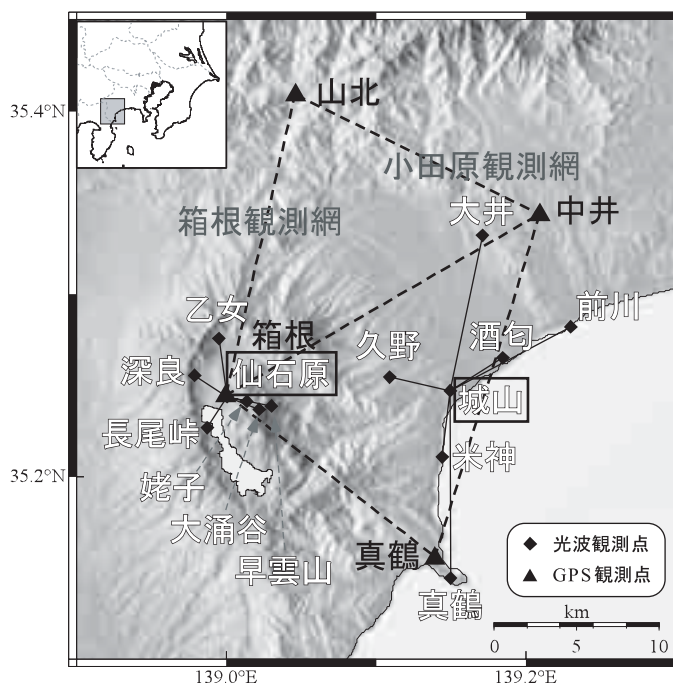 35.4°N
山北
小田原観測網
大井
中井
箱根観測網
乙女
箱根
前川
酒匂
久野
深良
仙石原
城山
長尾峠
米神
35.2°N
姥子
大涌谷
早雲山
真鶴
真鶴
光波観測点
GPS観測点
km
0
10
139.0°E
139.2°E